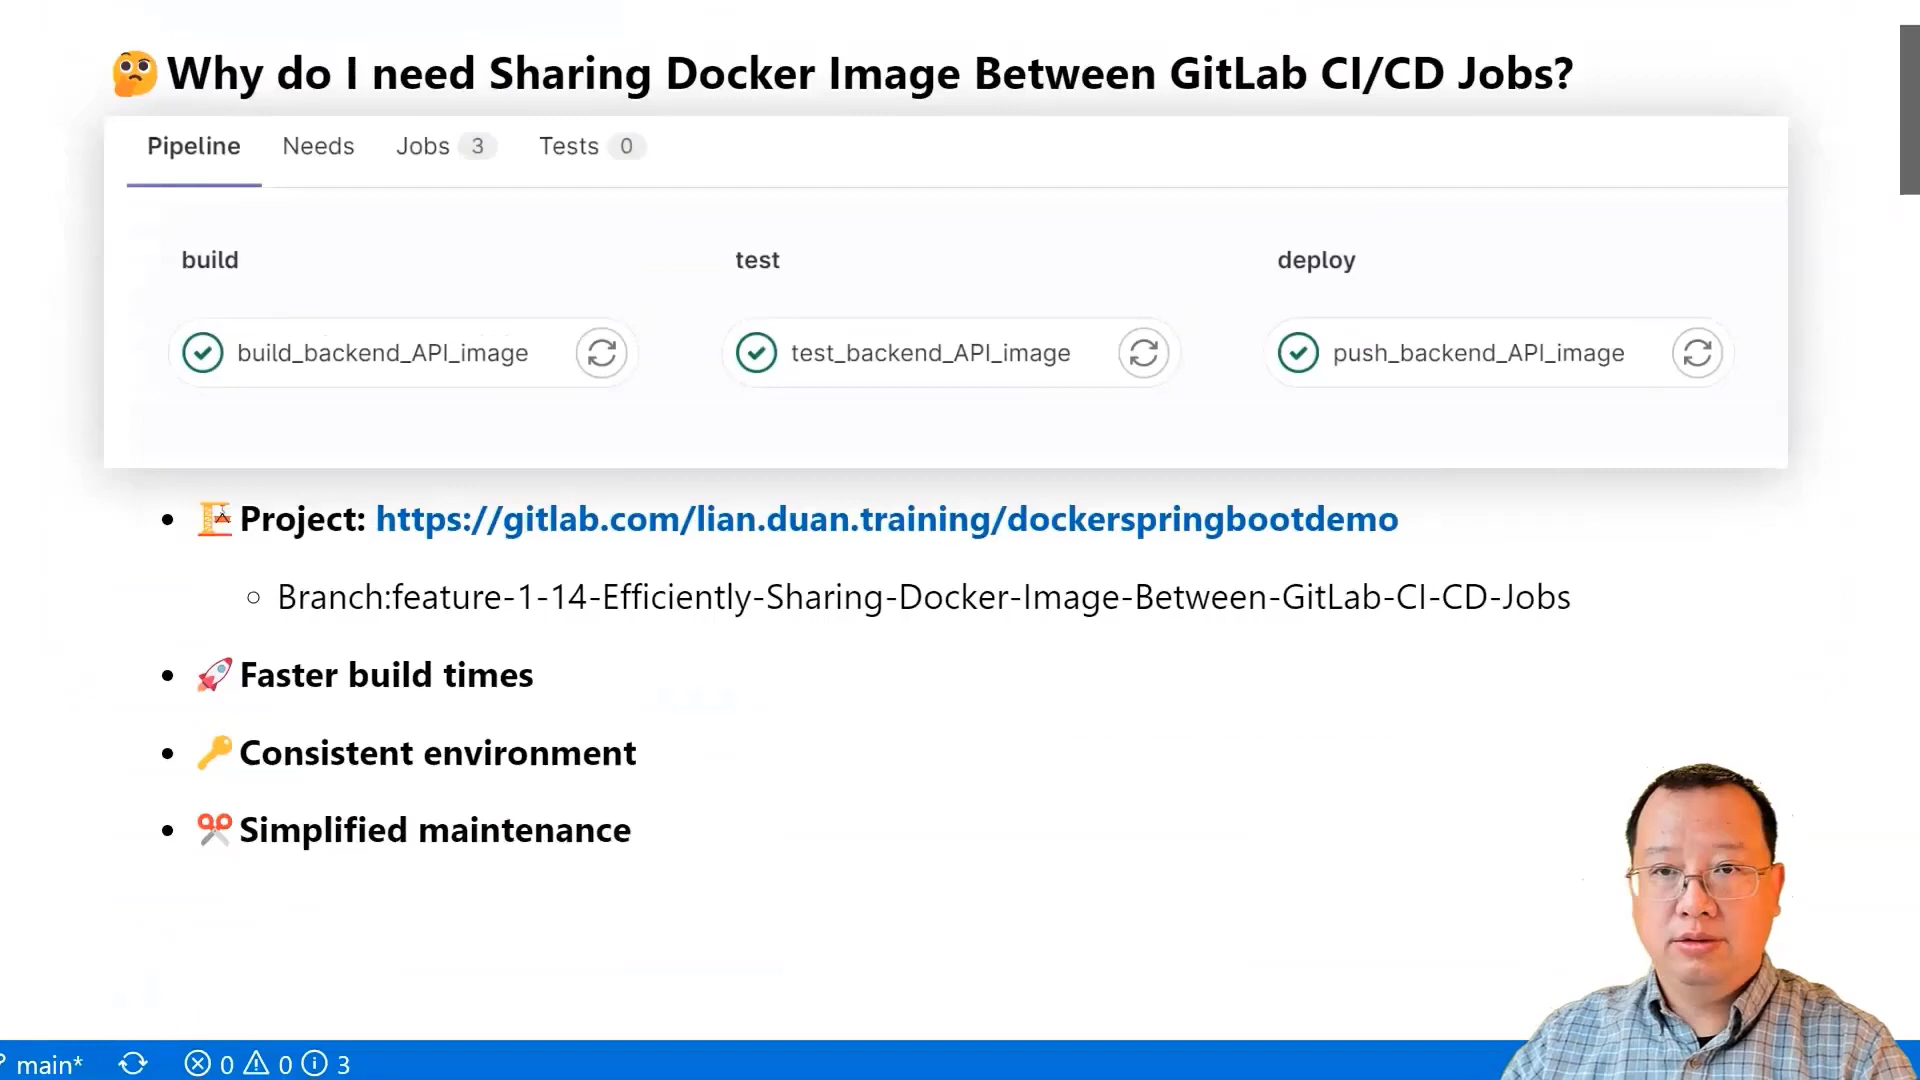 Why do I need Sharing Docker Image Between GitLab CI/CD Jobs?
Pipeline Needs Jobs 3 Tests 0
build test deploy
build_backend_API_image test_backend_API_image push_backend_API_image
Project: https://gitlab.com/lian.duan.training/dockerspringbootdemo
Branch:feature-1-14-Efficiently-Sharing-Docker-Image-Between-GitLab-CI-CD-Jobs
Faster build times
Consistent environment
Simplified maintenance
main* 0 0 3